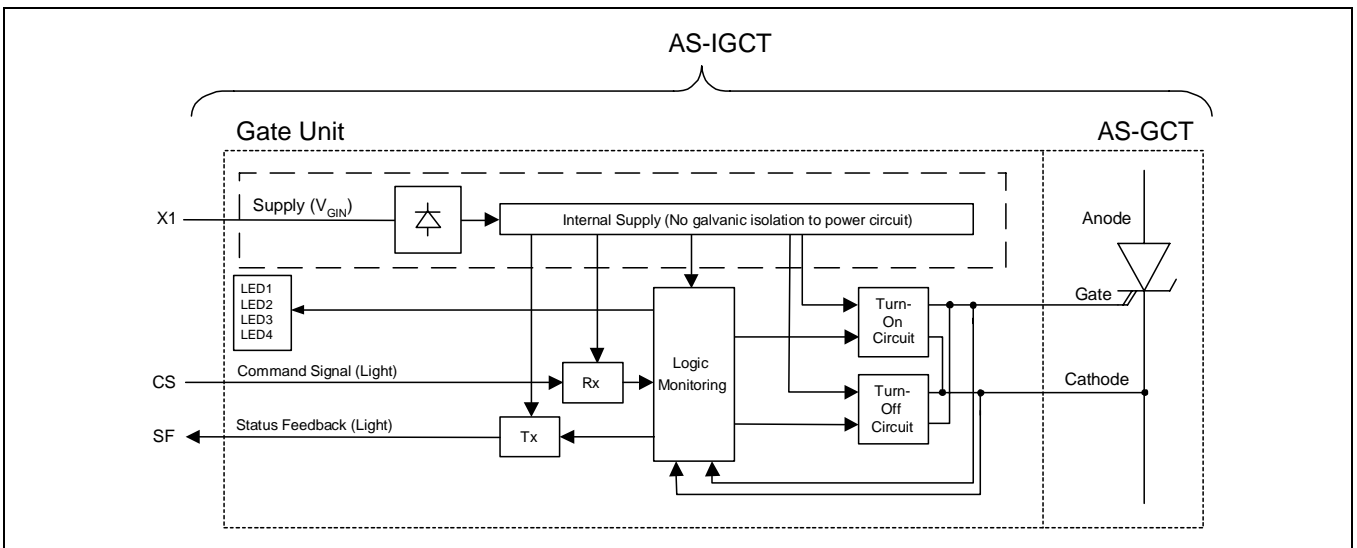 AS-IGCT
Gate Unit
AS-GCT
X1
Supply (VGIN)
Internal Supply (No galvanic isolation to power circuit)
Anode
LED1
LED2
LED3
LED4
Turn-
On
Circuit
Gate
Logic
Monitoring
CS
Command Signal (Light)
Rx
Cathode
Turn-
Off
Circuit
SF
Status Feedback (Light)
Tx